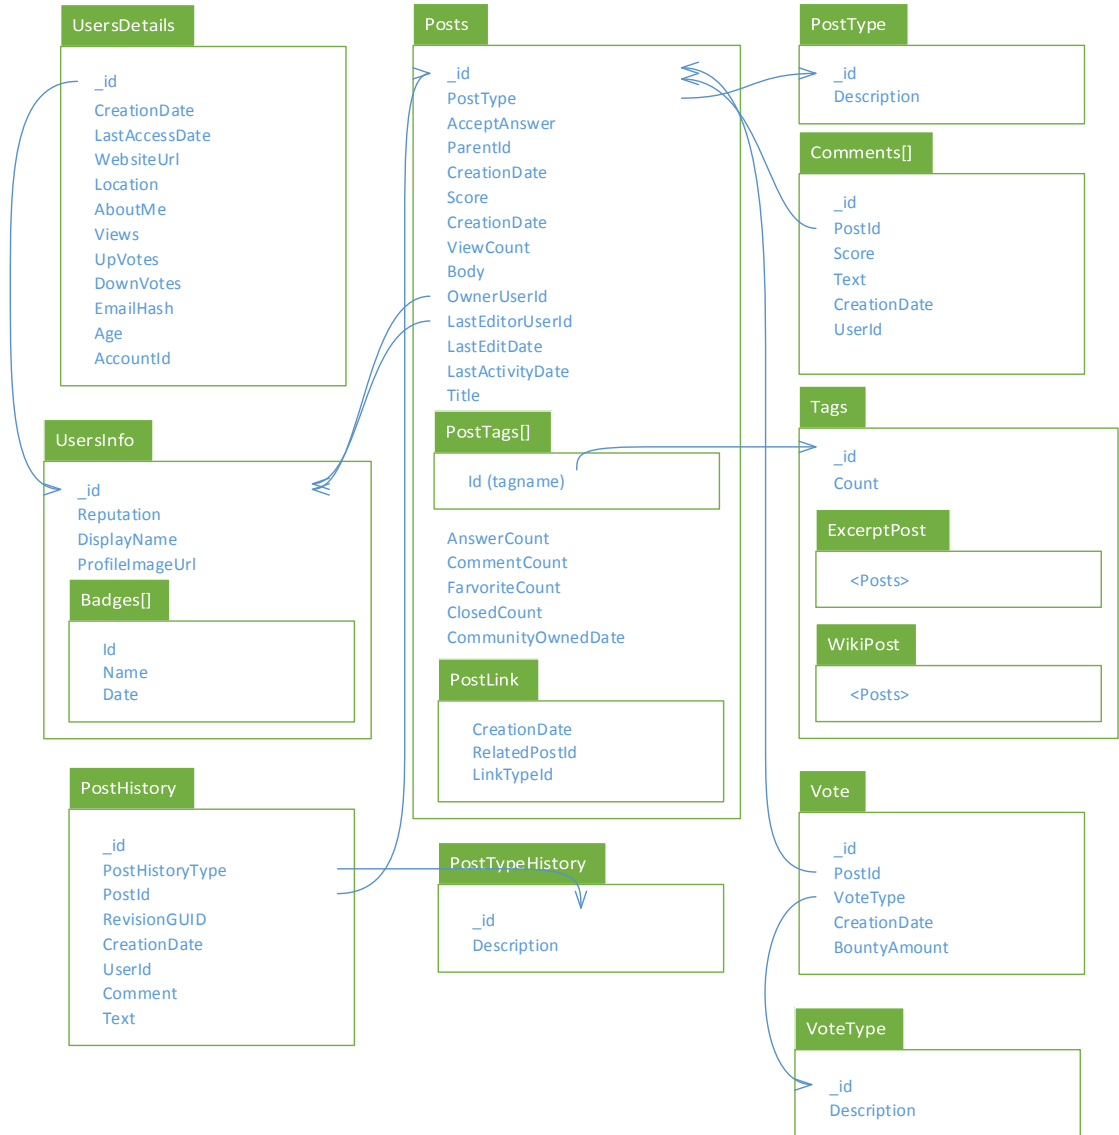 UsersDetails
_id
CreationDate
LastAccessDate
WebsiteUrl
Location
AboutMe
Views
UpVotes
DownVotes
EmailHash
Age
AccountId
UsersInfo
_id
Reputation
DisplayName
ProfileImageUrl
Badges[]
Id
Name
Date
PostHistory
_id
PostHistoryType
PostId
RevisionGUID
CreationDate
UserId
Comment
Text
Posts
_id
PostType
AcceptAnswer
ParentId
CreationDate
Score
CreationDate
ViewCount
Body
OwnerUserId
LastEditorUserId
LastEditDate
LastActivityDate
Title
PostTags[]
Id (tagname)
AnswerCount
CommentCount
FarvoriteCount
ClosedCount
CommunityOwnedDate
PostLink
CreationDate
RelatedPostId
LinkTypeId
PostTypeHistory
_id
Description
PostType
_id
Description
Comments[]
_id
PostId
Score
Text
CreationDate
UserId
Tags
_id
Count
ExcerptPost
<Posts>
WikiPost
<Posts>
Vote
_id
PostId
VoteType
CreationDate
BountyAmount
VoteType
_id
Description